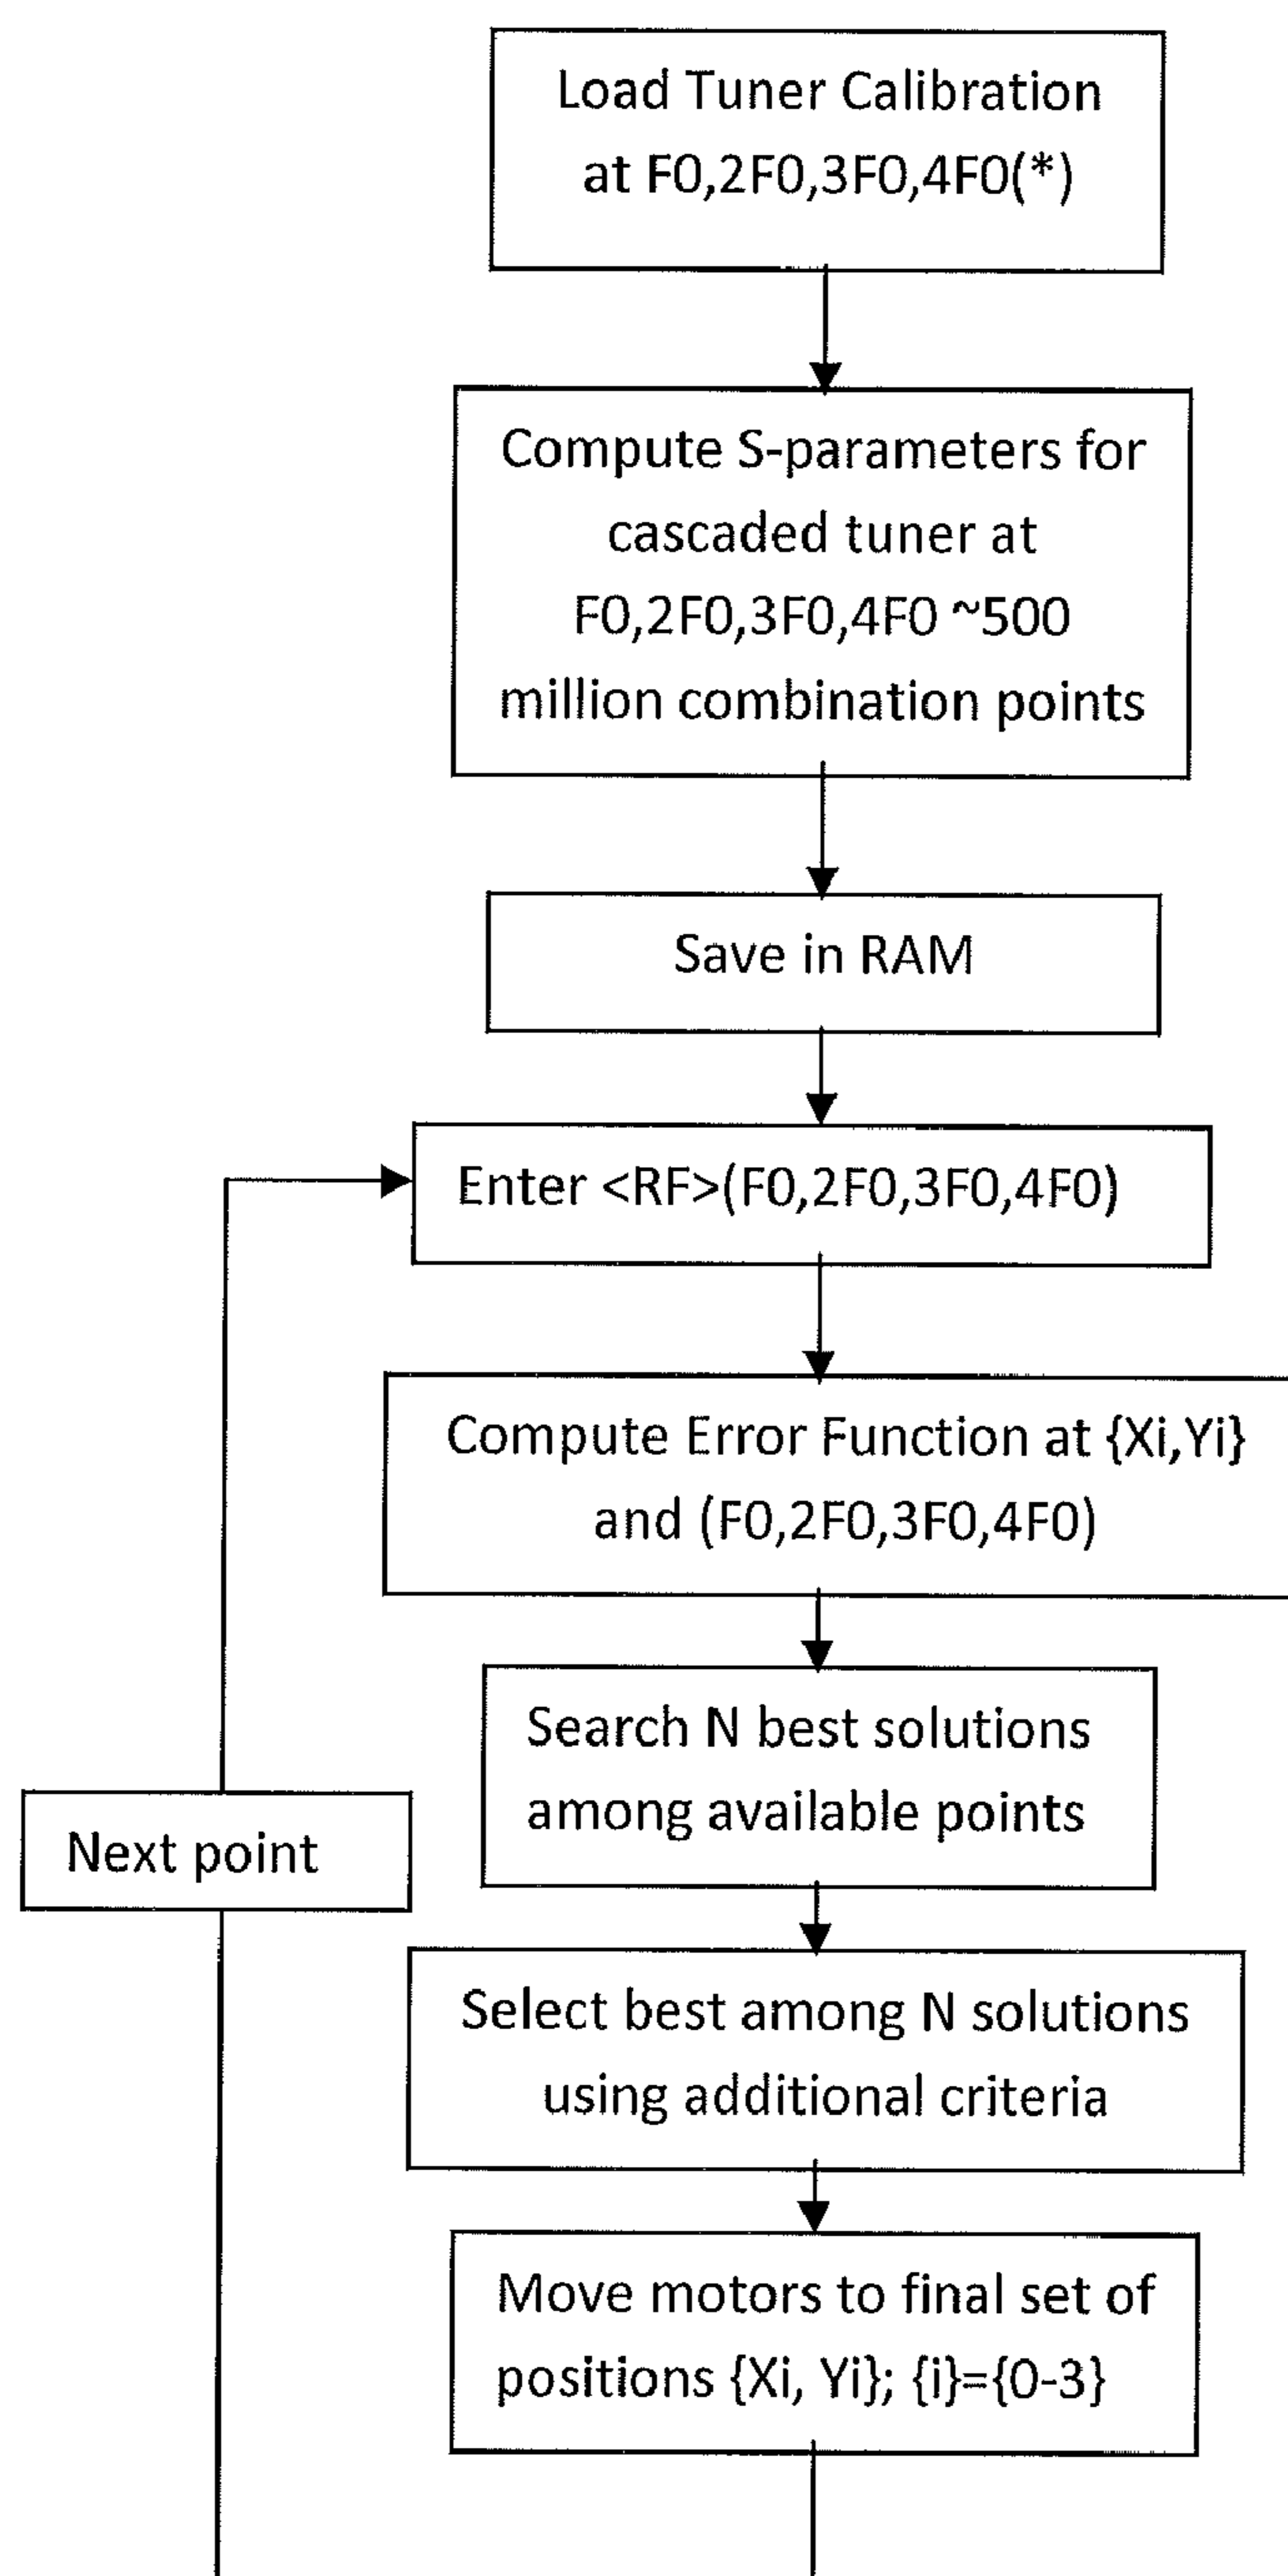 Load Tuner Calibration
at F0,2F0,3F0,4F0(*)
Compute S-parameters for
cascaded tuner at
F0,2F0,3F0,4F0 ~500
million combination points
Save in RAM
Enter <RF>(F0,2F0,3F0,4F0)
Compute Error Function at {Xi,Yi}
and (F0,2F0,3F0,4F0)
Search N best solutions
among available points
Next point
Select best among N solutions
using additional criteria
Move motors to final set of
positions {Xi, Yi}; {i}={0-3}